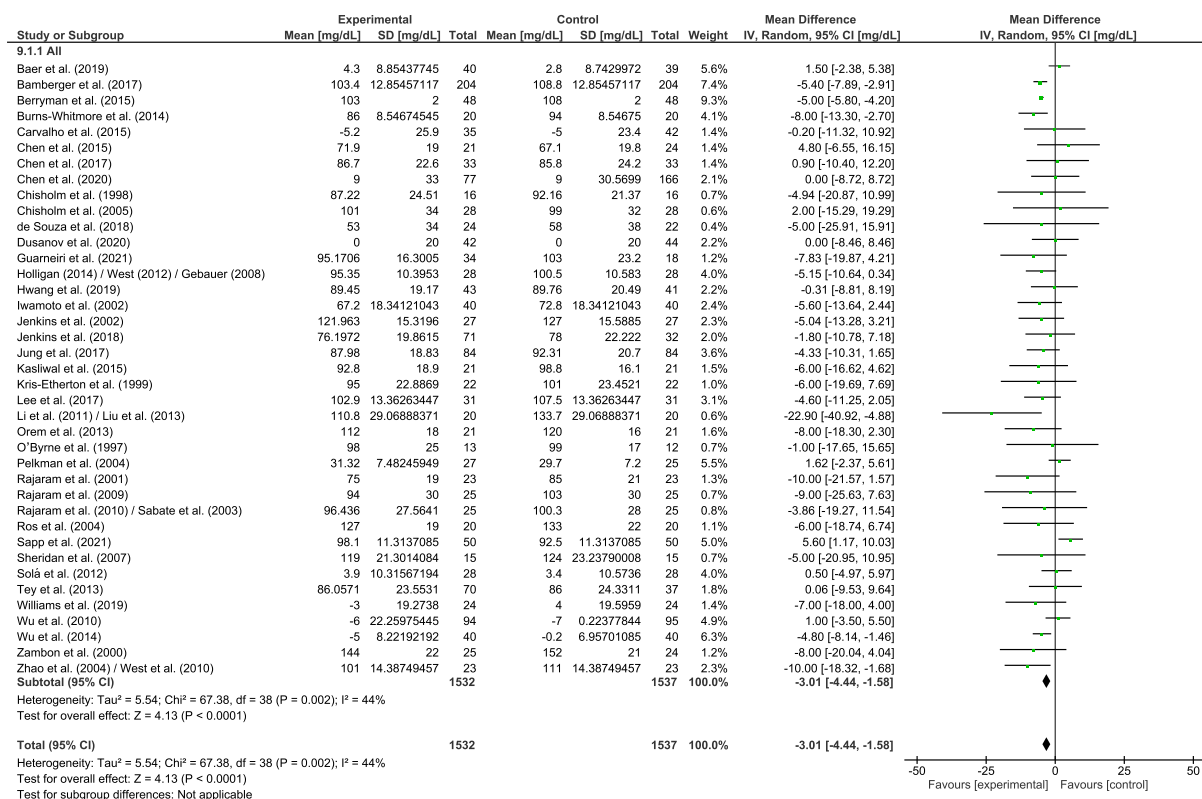 Experimental Control Mean Difference Mean Difference
Study or Subgroup Mean [mg/dL] SD [mg/dL] Total Mean [mg/dL] SD [mg/dL] Total Weight IV, Random, 95% CI [mg/dL] IV, Random, 95% CI [mg/dL]
9.1.1 All
Baer et al. (2019) 4.3 8.85437745 40 2.8 8.7429972 39 5.6% 1.50 [-2.38, 5.38]
Bamberger et al. (2017) 103.4 12.85457117 204 108.8 12.85457117 204 7.4% -5.40 [-7.89, -2.91]
Berryman et al. (2015) 103 2 48 108 2 48 9.3% -5.00 [-5.80, -4.20]
Burns-Whitmore et al. (2014) 86 8.54674545 20 94 8.54675 20 4.1% -8.00 [-13.30, -2.70]
Carvalho et al. (2015) -5.2 25.9 35 -5 23.4 42 1.4% -0.20 [-11.32, 10.92]
Chen et al. (2015) 71.9 19 21 67.1 19.8 24 1.4% 4.80 [-6.55, 16.15]
Chen et al. (2017) 86.7 22.6 33 85.8 24.2 33 1.4% 0.90 [-10.40, 12.20]
Chen et al. (2020) 9 33 77 9 30.5699 166 2.1% 0.00 [-8.72, 8.72]
Chisholm et al. (1998) 87.22 24.51 16 92.16 21.37 16 0.7% -4.94 [-20.87, 10.99]
Chisholm et al. (2005) 101 34 28 99 32 28 0.6% 2.00 [-15.29, 19.29]
de Souza et al. (2018) 53 34 24 58 38 22 0.5% -5.00 [-25.91, 15.91]
Dusanov et al. (2020) 0 20 42 0 20 44 2.2% 0.00 [-8.46, 8.46]
Guarneiri et al. (2021) 95.1706 16.3005 34 103 23.2 18 1.2% -7.83 [-19.87, 4.21]
Holligan (2014) / West (2012) / Gebauer (2008) 95.35 10.3953 28 100.5 10.583 28 4.0% -5.15 [-10.64, 0.34]
Hwang et al. (2019) 89.45 19.17 43 89.76 20.49 41 2.2% -0.31 [-8.81, 8.19]
Iwamoto et al. (2002) 67.2 18.34121043 40 72.8 18.34121043 40 2.4% -5.60 [-13.64, 2.44]
Jenkins et al. (2002) 121.963 15.3196 27 127 15.5885 27 2.3% -5.04 [-13.28, 3.21]
Jenkins et al. (2018) 76.1972 19.8615 71 78 22.222 32 2.0% -1.80 [-10.78, 7.18]
Jung et al. (2017) 87.98 18.83 84 92.31 20.7 84 3.6% -4.33 [-10.31, 1.65]
Kasliwal et al. (2015) 92.8 18.9 21 98.8 16.1 21 1.5% -6.00 [-16.62, 4.62]
Kris-Etherton et al. (1999) 95 22.8869 22 101 23.4521 22 1.0% -6.00 [-19.69, 7.69]
Lee et al. (2017) 102.9 13.36263447 31 107.5 13.36263447 31 3.1% -4.60 [-11.25, 2.05]
Li et al. (2011) / Liu et al. (2013) 110.8 29.06888371 20 133.7 29.06888371 20 0.6% -22.90 [-40.92, -4.88]
Orem et al. (2013) 112 18 21 120 16 21 1.6% -8.00 [-18.30, 2.30]
O'Byrne et al. (1997) 98 25 13 99 17 12 0.7% -1.00 [-17.65, 15.65]
Pelkman et al. (2004) 31.32 7.48245949 27 29.7 7.2 25 5.5% 1.62 [-2.37, 5.61]
Rajaram et al. (2001) 75 19 23 85 21 23 1.4% -10.00 [-21.57, 1.57]
Rajaram et al. (2009) 94 30 25 103 30 25 0.7% -9.00 [-25.63, 7.63]
Rajaram et al. (2010) / Sabate et al. (2003) 96.436 27.5641 25 100.3 28 25 0.8% -3.86 [-19.27, 11.54]
Ros et al. (2004) 127 19 20 133 22 20 1.1% -6.00 [-18.74, 6.74]
Sapp et al. (2021) 98.1 11.3137085 50 92.5 11.3137085 50 5.0% 5.60 [1.17, 10.03]
Sheridan et al. (2007) 119 21.3014084 15 124 23.23790008 15 0.7% -5.00 [-20.95, 10.95]
Solà et al. (2012) 3.9 10.31567194 28 3.4 10.5736 28 4.0% 0.50 [-4.97, 5.97]
Tey et al. (2013) 86.0571 23.5531 70 86 24.3311 37 1.8% 0.06 [-9.53, 9.64]
Williams et al. (2019) -3 19.2738 24 4 19.5959 24 1.4% -7.00 [-18.00, 4.00]
Wu et al. (2010) -6 22.25975445 94 -7 0.22377844 95 4.9% 1.00 [-3.50, 5.50]
Wu et al. (2014) -5 8.22192192 40 -0.2 6.95701085 40 6.3% -4.80 [-8.14, -1.46]
Zambon et al. (2000) 144 22 25 152 21 24 1.2% -8.00 [-20.04, 4.04]
Zhao et al. (2004) / West et al. (2010) 101 14.38749457 23 111 14.38749457 23 2.3% -10.00 [-18.32, -1.68]
Subtotal (95% CI) 1532 1537 100.0% -3.01 [-4.44, -1.58]
Heterogeneity: Tau² = 5.54; Chi² = 67.38, df = 38 (P = 0.002); I² = 44%
Test for overall effect: Z = 4.13 (P < 0.0001)
Total (95% CI) 1532 1537 100.0% -3.01 [-4.44, -1.58]
Heterogeneity: Tau² = 5.54; Chi² = 67.38, df = 38 (P = 0.002); I² = 44%
Test for overall effect: Z = 4.13 (P < 0.0001)
Test for subgroup differences: Not applicable
-50 -25 0 25 50
Favours [experimental] Favours [control]